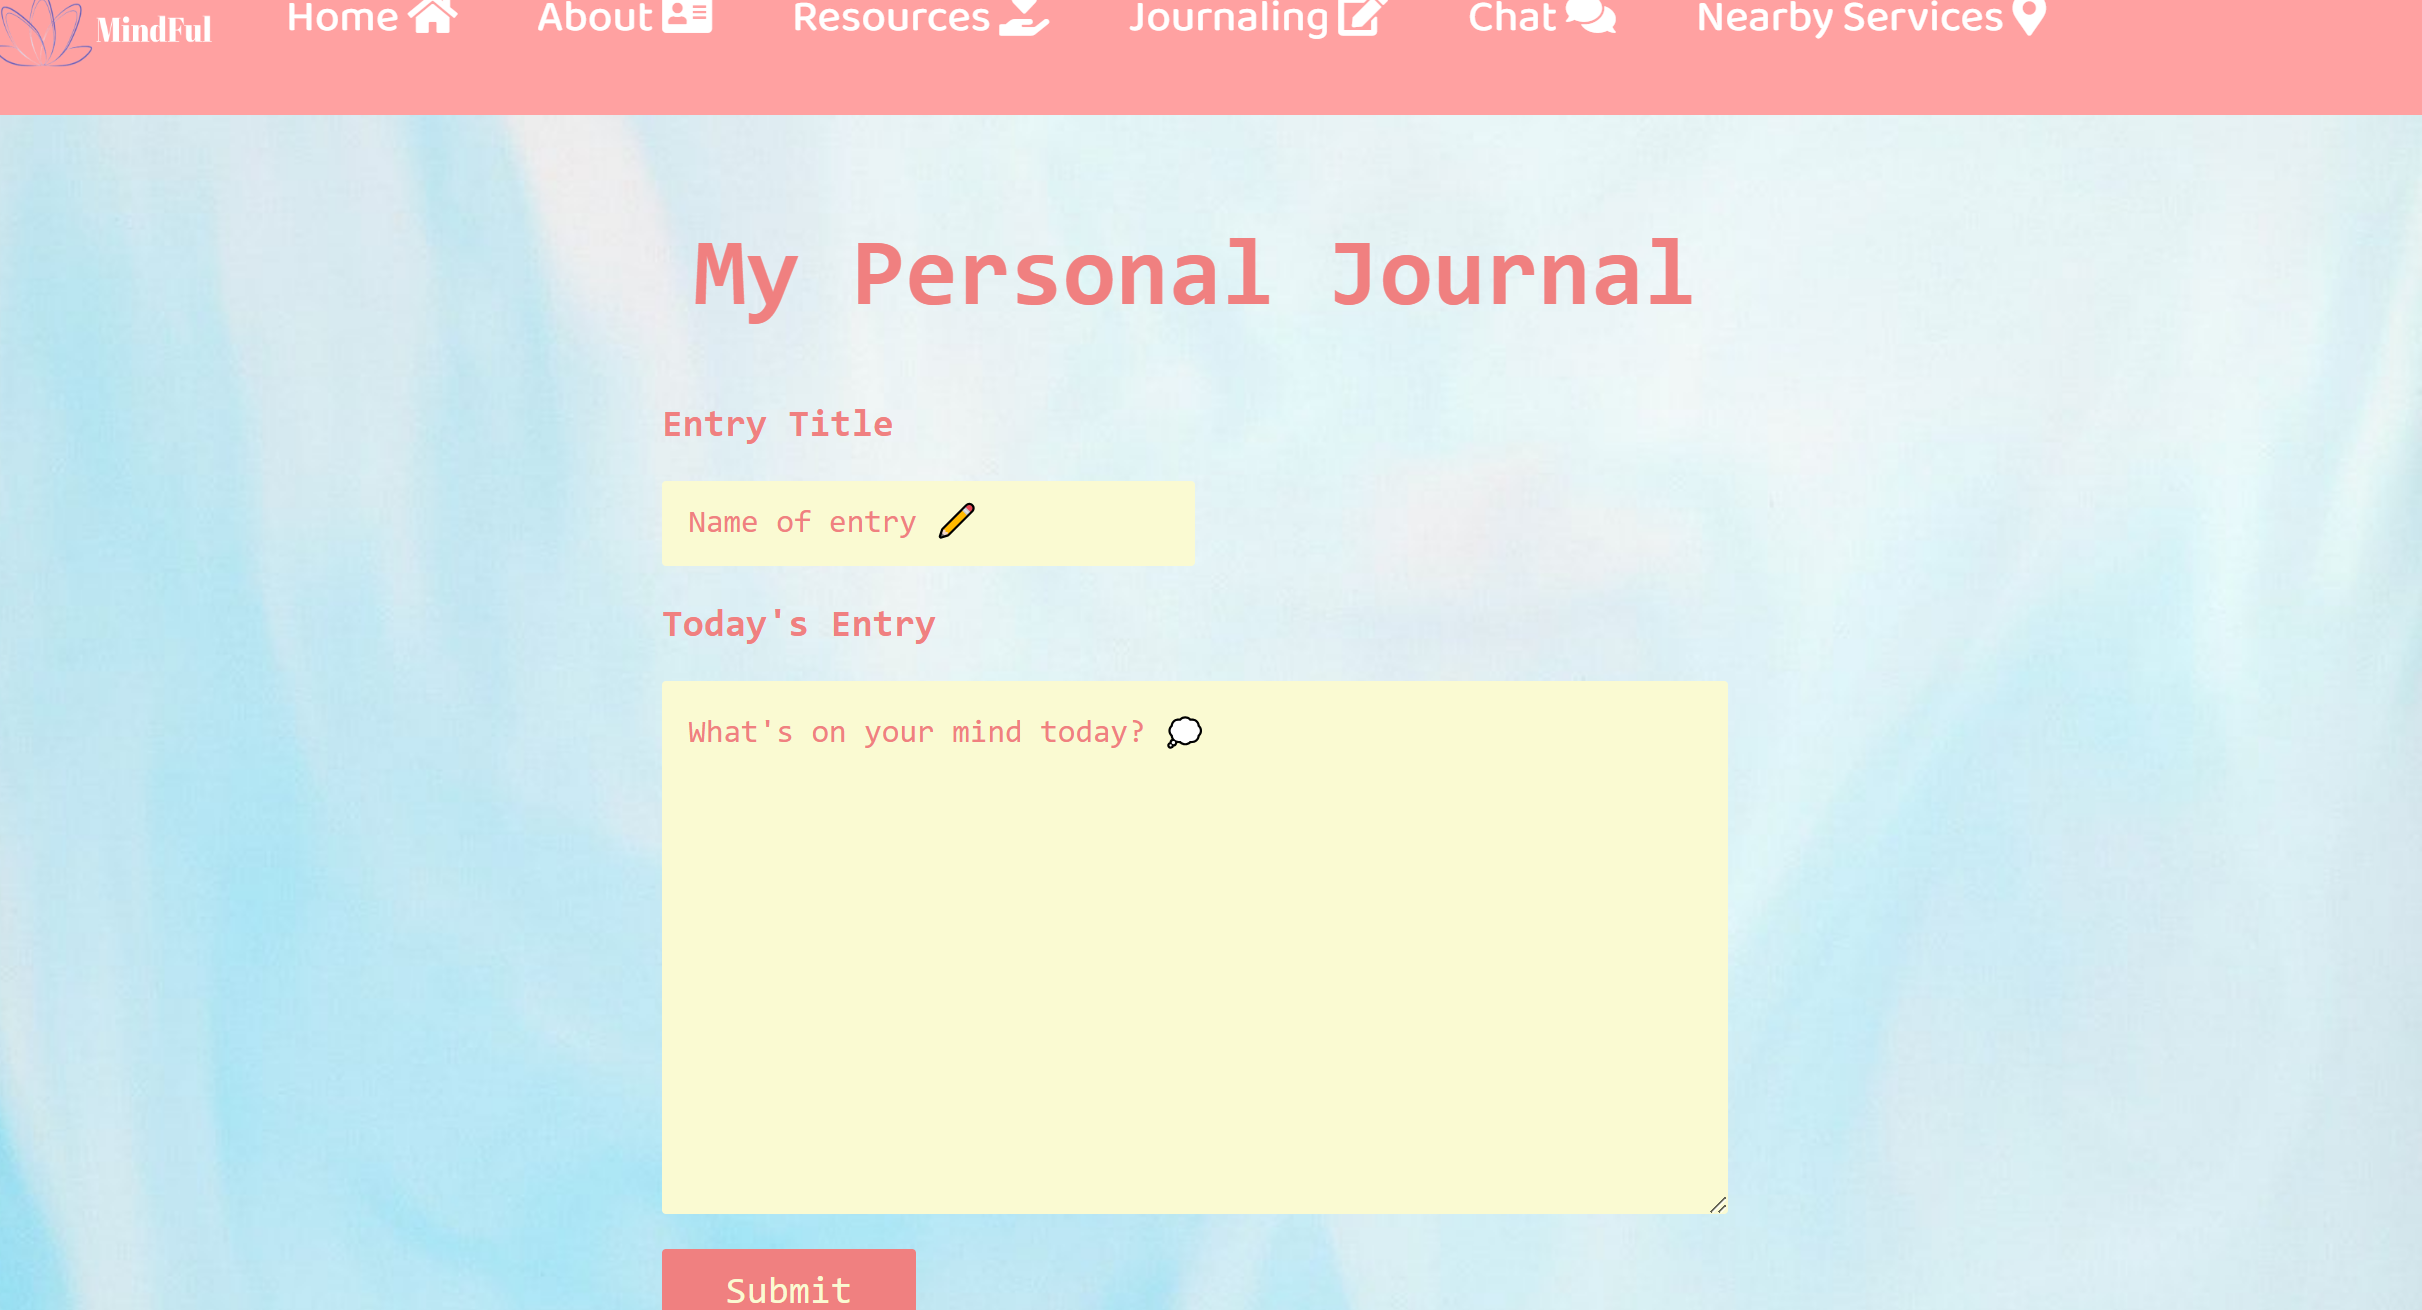 MindFul Home About Resources Journaling Chat Nearby Services
My Personal Journal
Entry Title
Name of entry ✏️
Today's Entry
What's on your mind today? 💭
Submit